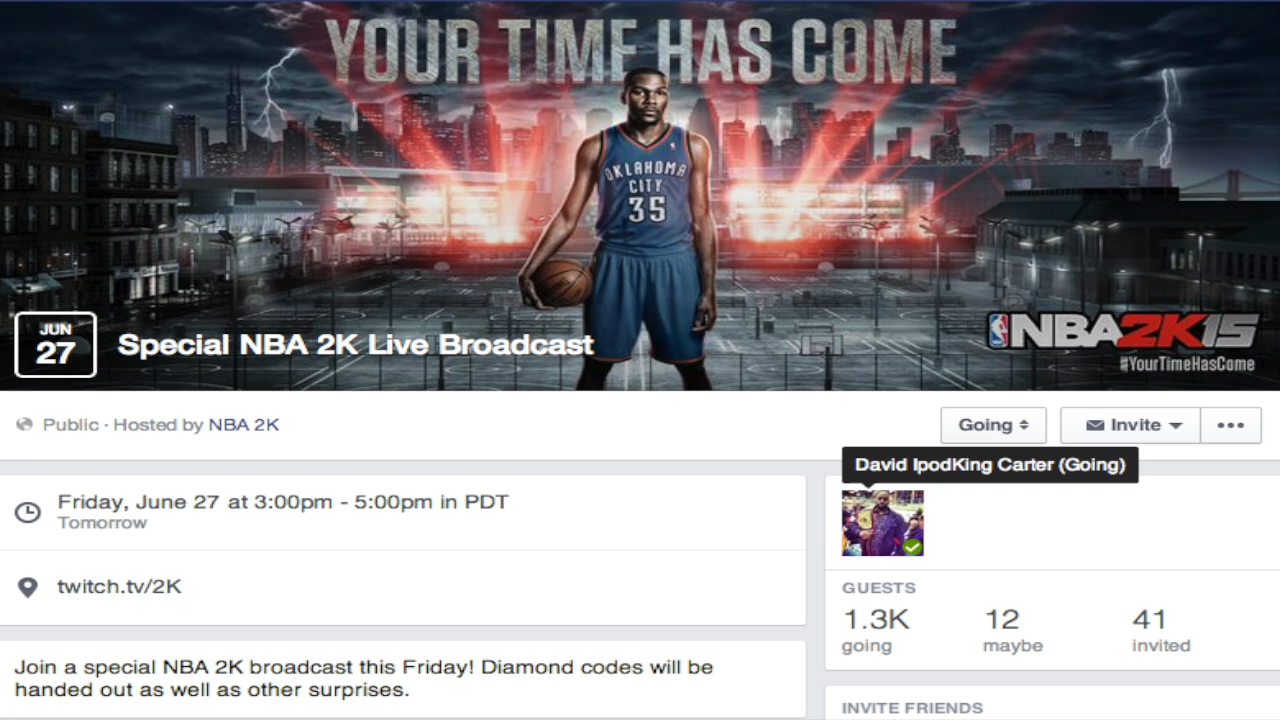 YOUR TIME HAS COME
OKLAHOMA
CITY
35
JUN
27
Special NBA 2K Live Broadcast
NBA2K15
#YourTimeHasCome
Public · Hosted by NBA 2K
Going
Invite
David IpodKing Carter (Going)
Friday, June 27 at 3:00pm - 5:00pm in PDT
Tomorrow
twitch.tv/2K
GUESTS
1.3K 12 41
going maybe invited
Join a special NBA 2K broadcast this Friday! Diamond codes will be
handed out as well as other surprises.
INVITE FRIENDS